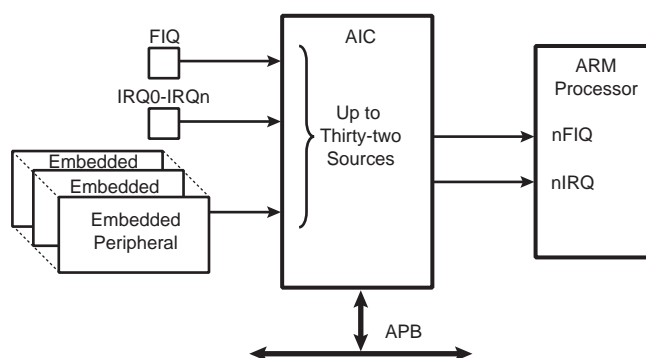 FIQ
IRQ0-IRQn
Embedded
Embedded
Embedded
Peripheral
AIC
Up to
Thirty-two
Sources
ARM
Processor
nFIQ
nIRQ
APB